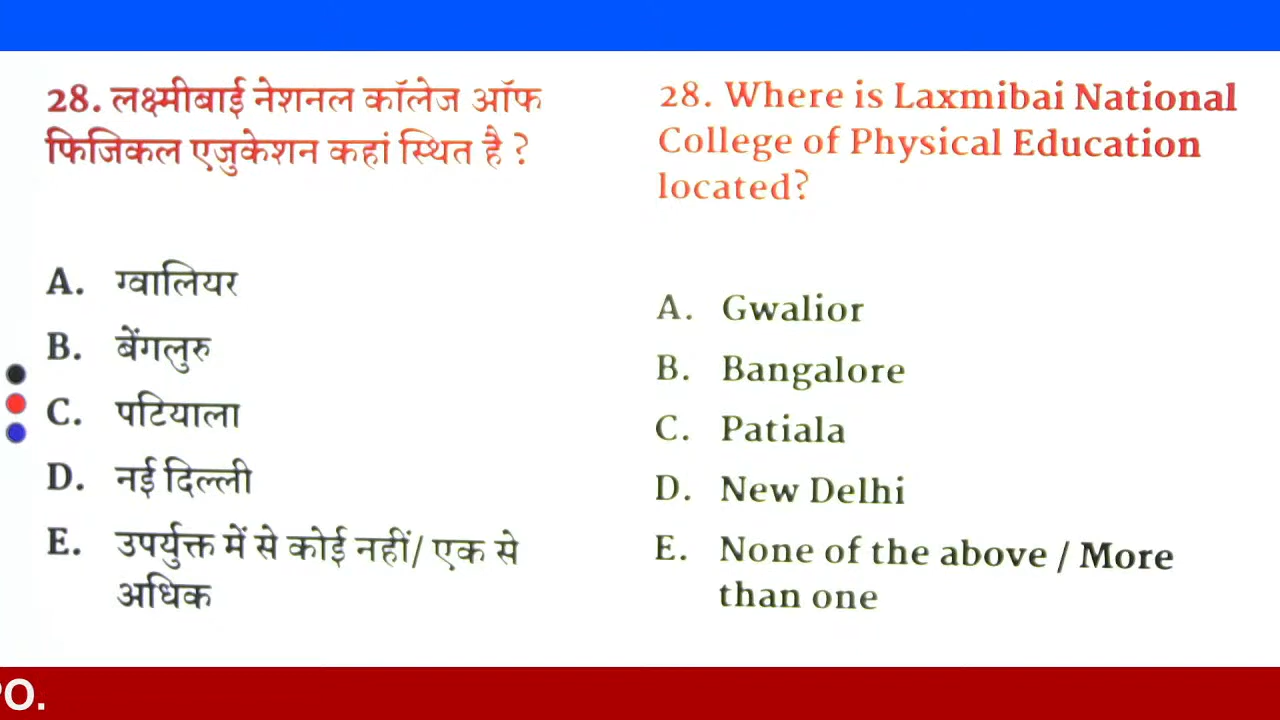 28. लक्ष्मीबाई नेशनल कॉलेज ऑफ
फिजिकल एजुकेशन कहां स्थित है ?
A. ग्वालियर
B. बेंगलुरु
C. पटियाला
D. नई दिल्ली
E. उपर्युक्त में से कोई नहीं/ एक से
अधिक
28. Where is Laxmibai National
College of Physical Education
located?
A. Gwalior
B. Bangalore
C. Patiala
D. New Delhi
E. None of the above / More
than one